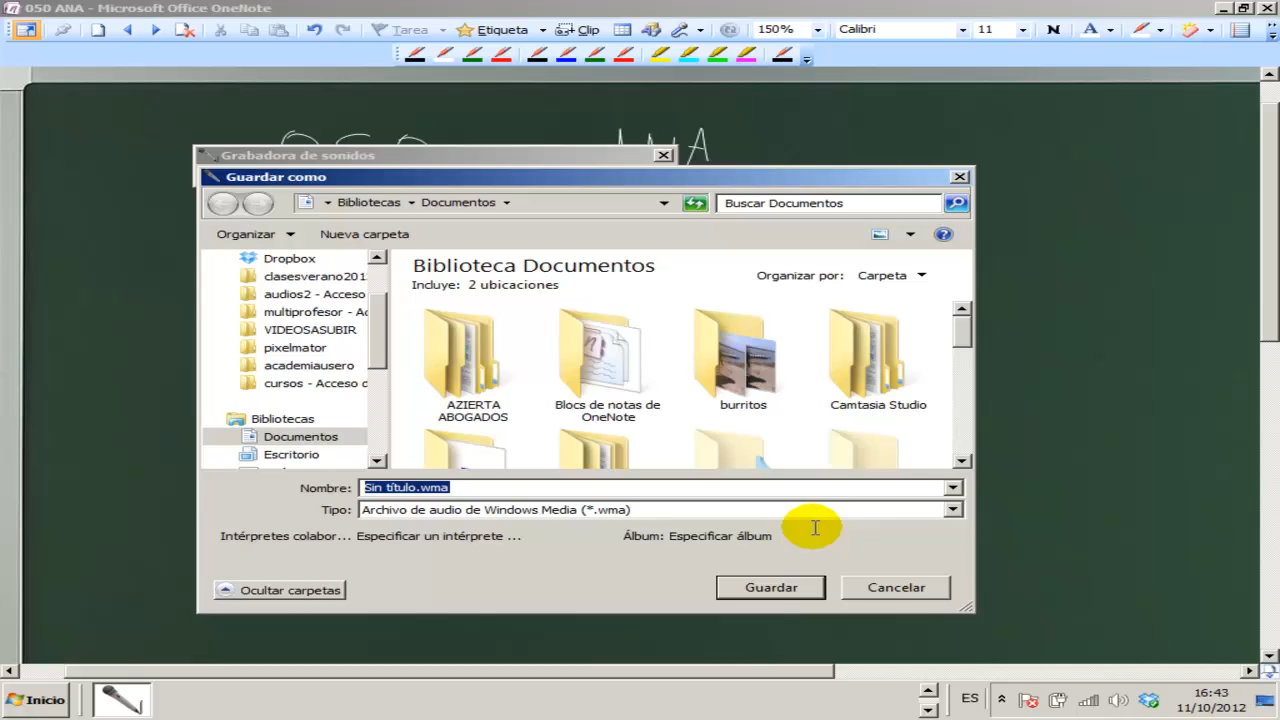 050 ANA - Microsoft Office OneNote
Tarea Etiqueta Clip 150% Calibri 11 N A
050 ANA
Grabadora de sonidos
Guardar como
Bibliotecas Documentos Buscar Documentos
Organizar Nueva carpeta
Dropbox
clasesverano201
audios2 - Acceso
multiprofesor - Ac
VIDEOSASUBIR
pixelmator
academiausero
cursos - Acceso d
Bibliotecas
Documentos
Escritorio
Biblioteca Documentos
Incluye: 2 ubicaciones
Organizar por: Carpeta
AZIERTA ABOGADOS
Blocs de notas de OneNote
burritos
Camtasia Studio
Nombre: Sin título.wma
Tipo: Archivo de audio de Windows Media (*.wma)
Intérpretes colabor... Especificar un intérprete ... Álbum: Especificar álbum
Ocultar carpetas Guardar Cancelar
Inicio ES 16:43
11/10/2012